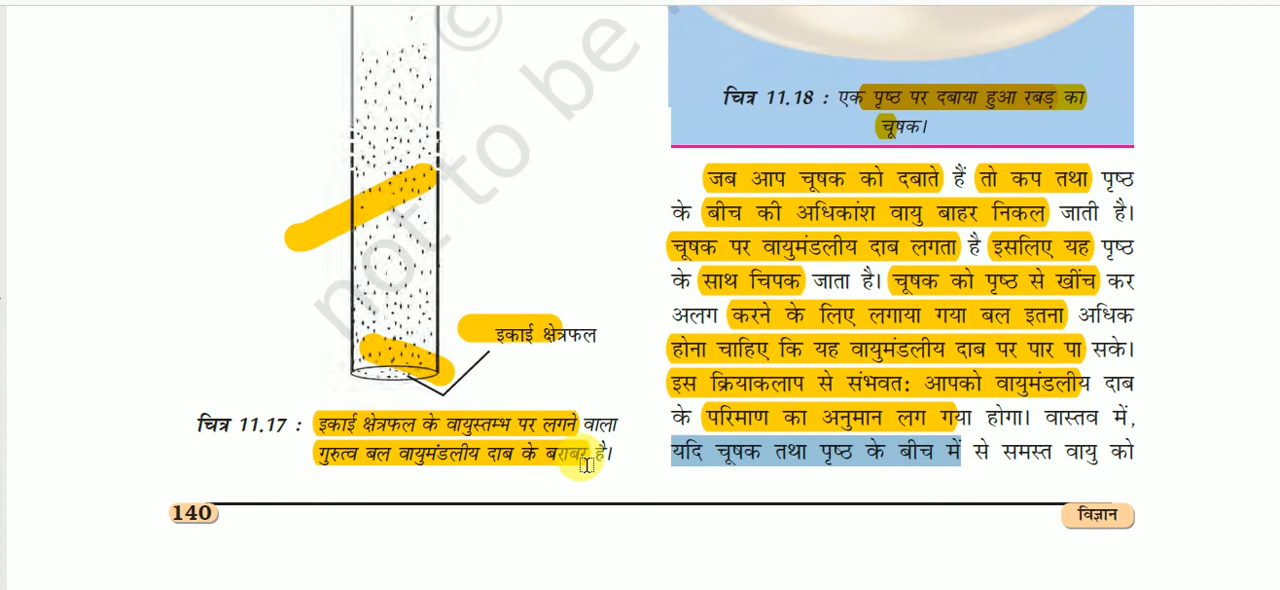 © not to be
इकाई क्षेत्रफल
चित्र 11.17 : इकाई क्षेत्रफल के वायुस्तम्भ पर लगने वाला
गुरुत्व बल वायुमंडलीय दाब के बराबर है।
चित्र 11.18 : एक पृष्ठ पर दबाया हुआ रबड़ का
चूषक।
जब आप चूषक को दबाते हैं तो कप तथा पृष्ठ
के बीच की अधिकांश वायु बाहर निकल जाती है।
चूषक पर वायुमंडलीय दाब लगता है इसलिए यह पृष्ठ
के साथ चिपक जाता है। चूषक को पृष्ठ से खींच कर
अलग करने के लिए लगाया गया बल इतना अधिक
होना चाहिए कि यह वायुमंडलीय दाब पर पार पा सके।
इस क्रियाकलाप से संभवत: आपको वायुमंडलीय दाब
के परिमाण का अनुमान लग गया होगा। वास्तव में,
यदि चूषक तथा पृष्ठ के बीच में से समस्त वायु को
140
विज्ञान